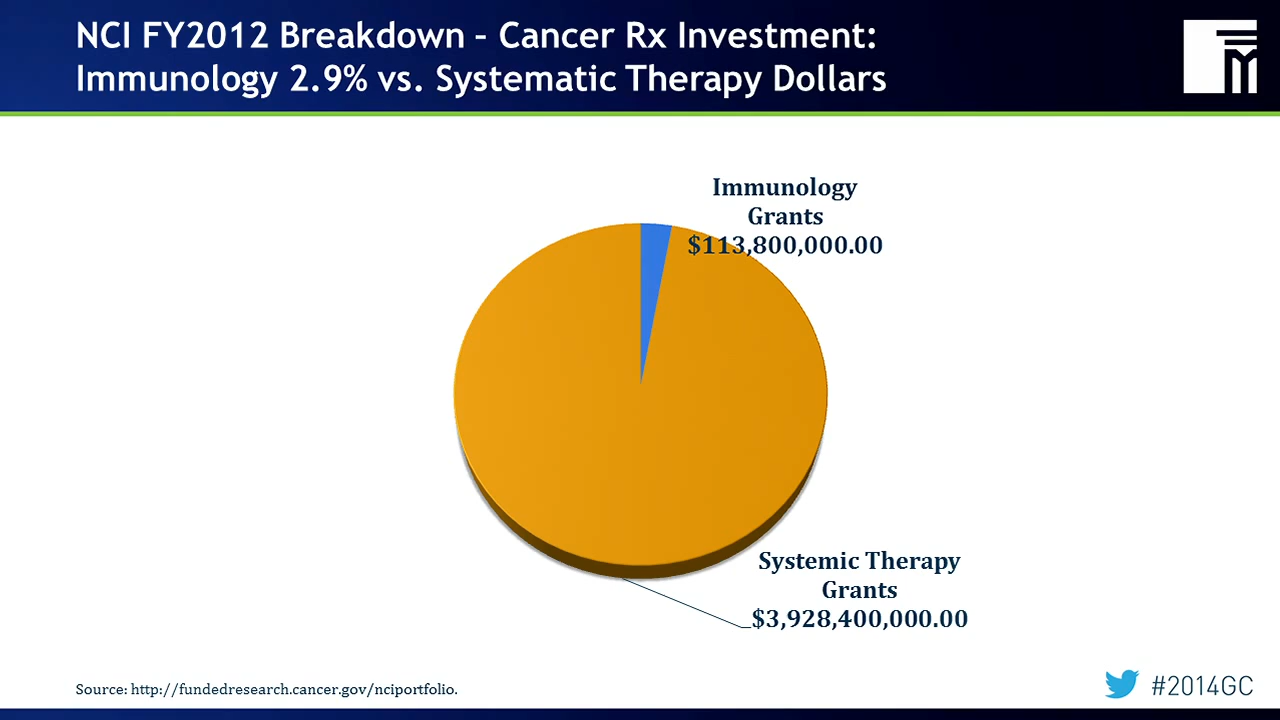 NCI FY2012 Breakdown – Cancer Rx Investment:
Immunology 2.9% vs. Systematic Therapy Dollars
Immunology
Grants
$113,800,000.00
Systemic Therapy
Grants
$3,928,400,000.00
Source: http://fundedresearch.cancer.gov/nciportfolio.
#2014GC